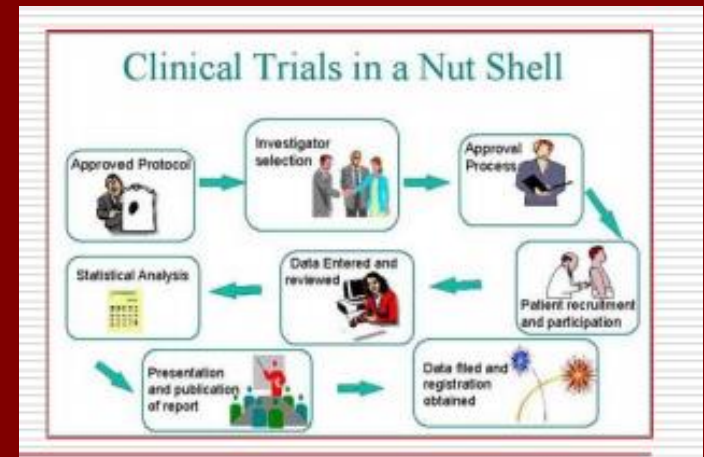 Clinical Trials in a Nut Shell
Approved Protocol
Investigator
selection
Approval
Process
Patient recruitment
and participation
Data Entered and
reviewed
Statistical Analysis
Presentation
and publication
of report
Data filed and
registration
obtained